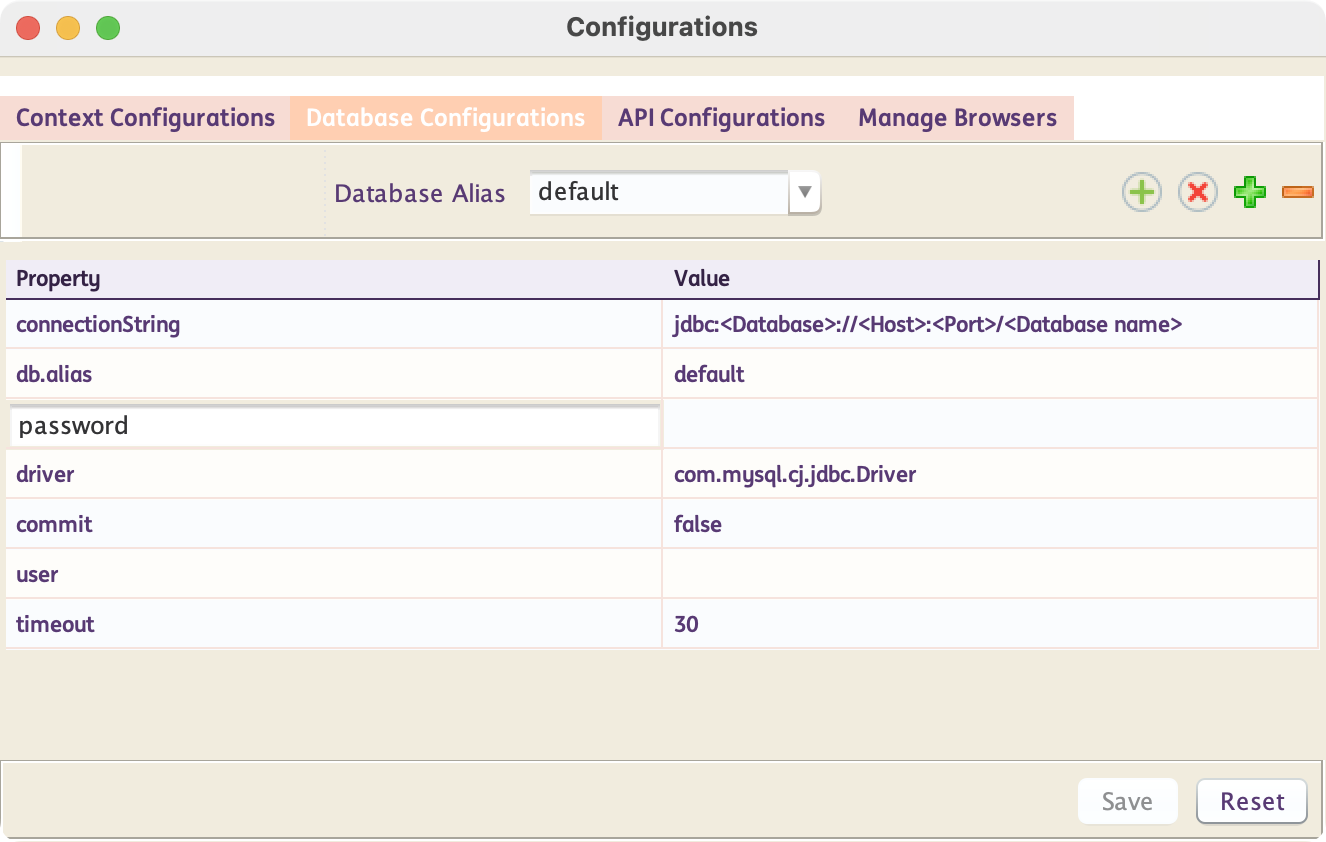 Configurations
Context Configurations Database Configurations API Configurations Manage Browsers
Database Alias default
Property Value
connectionString jdbc:<Database>://<Host>:<Port>/<Database name>
db.alias default
password
driver com.mysql.cj.jdbc.Driver
commit false
user
timeout 30
Save Reset